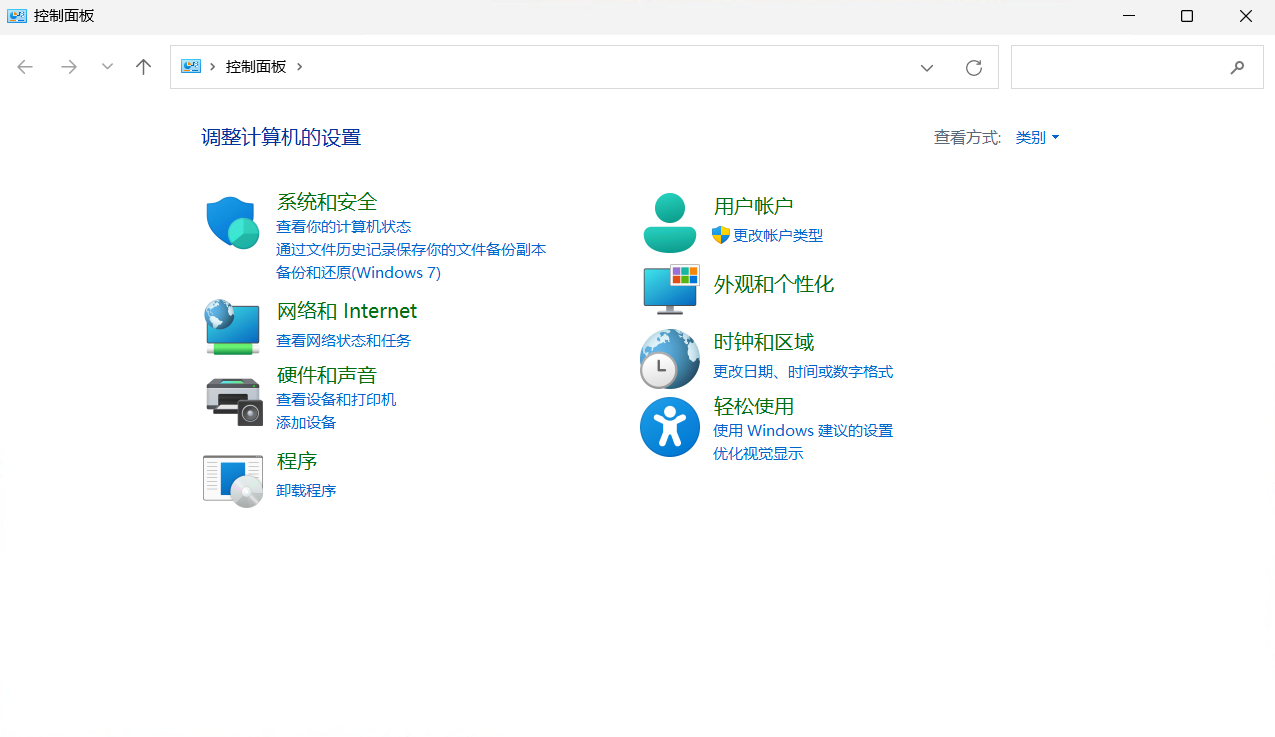 控制面板
控制面板
调整计算机的设置
查看方式: 类别
系统和安全
查看你的计算机状态
通过文件历史记录保存你的文件备份副本
备份和还原(Windows 7)
网络和 Internet
查看网络状态和任务
硬件和声音
查看设备和打印机
添加设备
程序
卸载程序
用户帐户
更改帐户类型
外观和个性化
时钟和区域
更改日期、时间或数字格式
轻松使用
使用 Windows 建议的设置
优化视觉显示